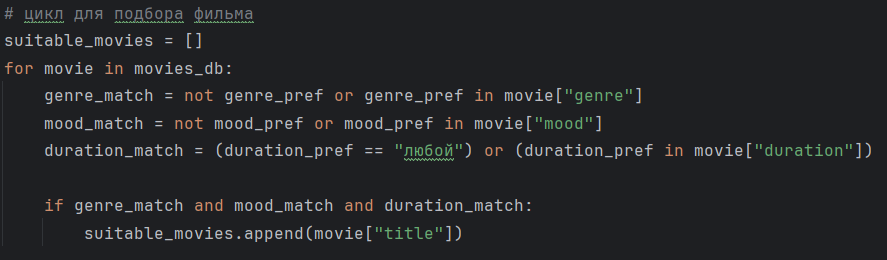 # цикл для подбора фильма
suitable_movies = []
for movie in movies_db:
    genre_match = not genre_pref or genre_pref in movie["genre"]
    mood_match = not mood_pref or mood_pref in movie["mood"]
    duration_match = (duration_pref == "любой") or (duration_pref in movie["duration"])
    if genre_match and mood_match and duration_match:
        suitable_movies.append(movie["title"])